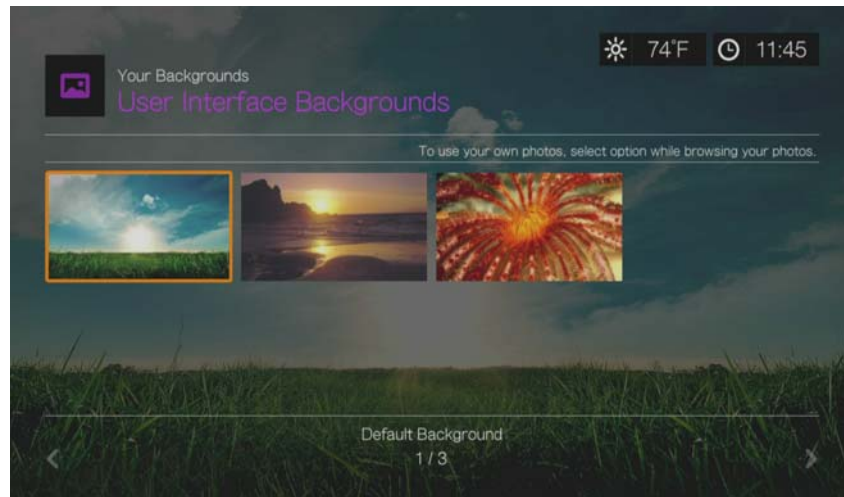 74°F 11:45
Your Backgrounds
User Interface Backgrounds
To use your own photos, select option while browsing your photos.
Default Background
1 / 3